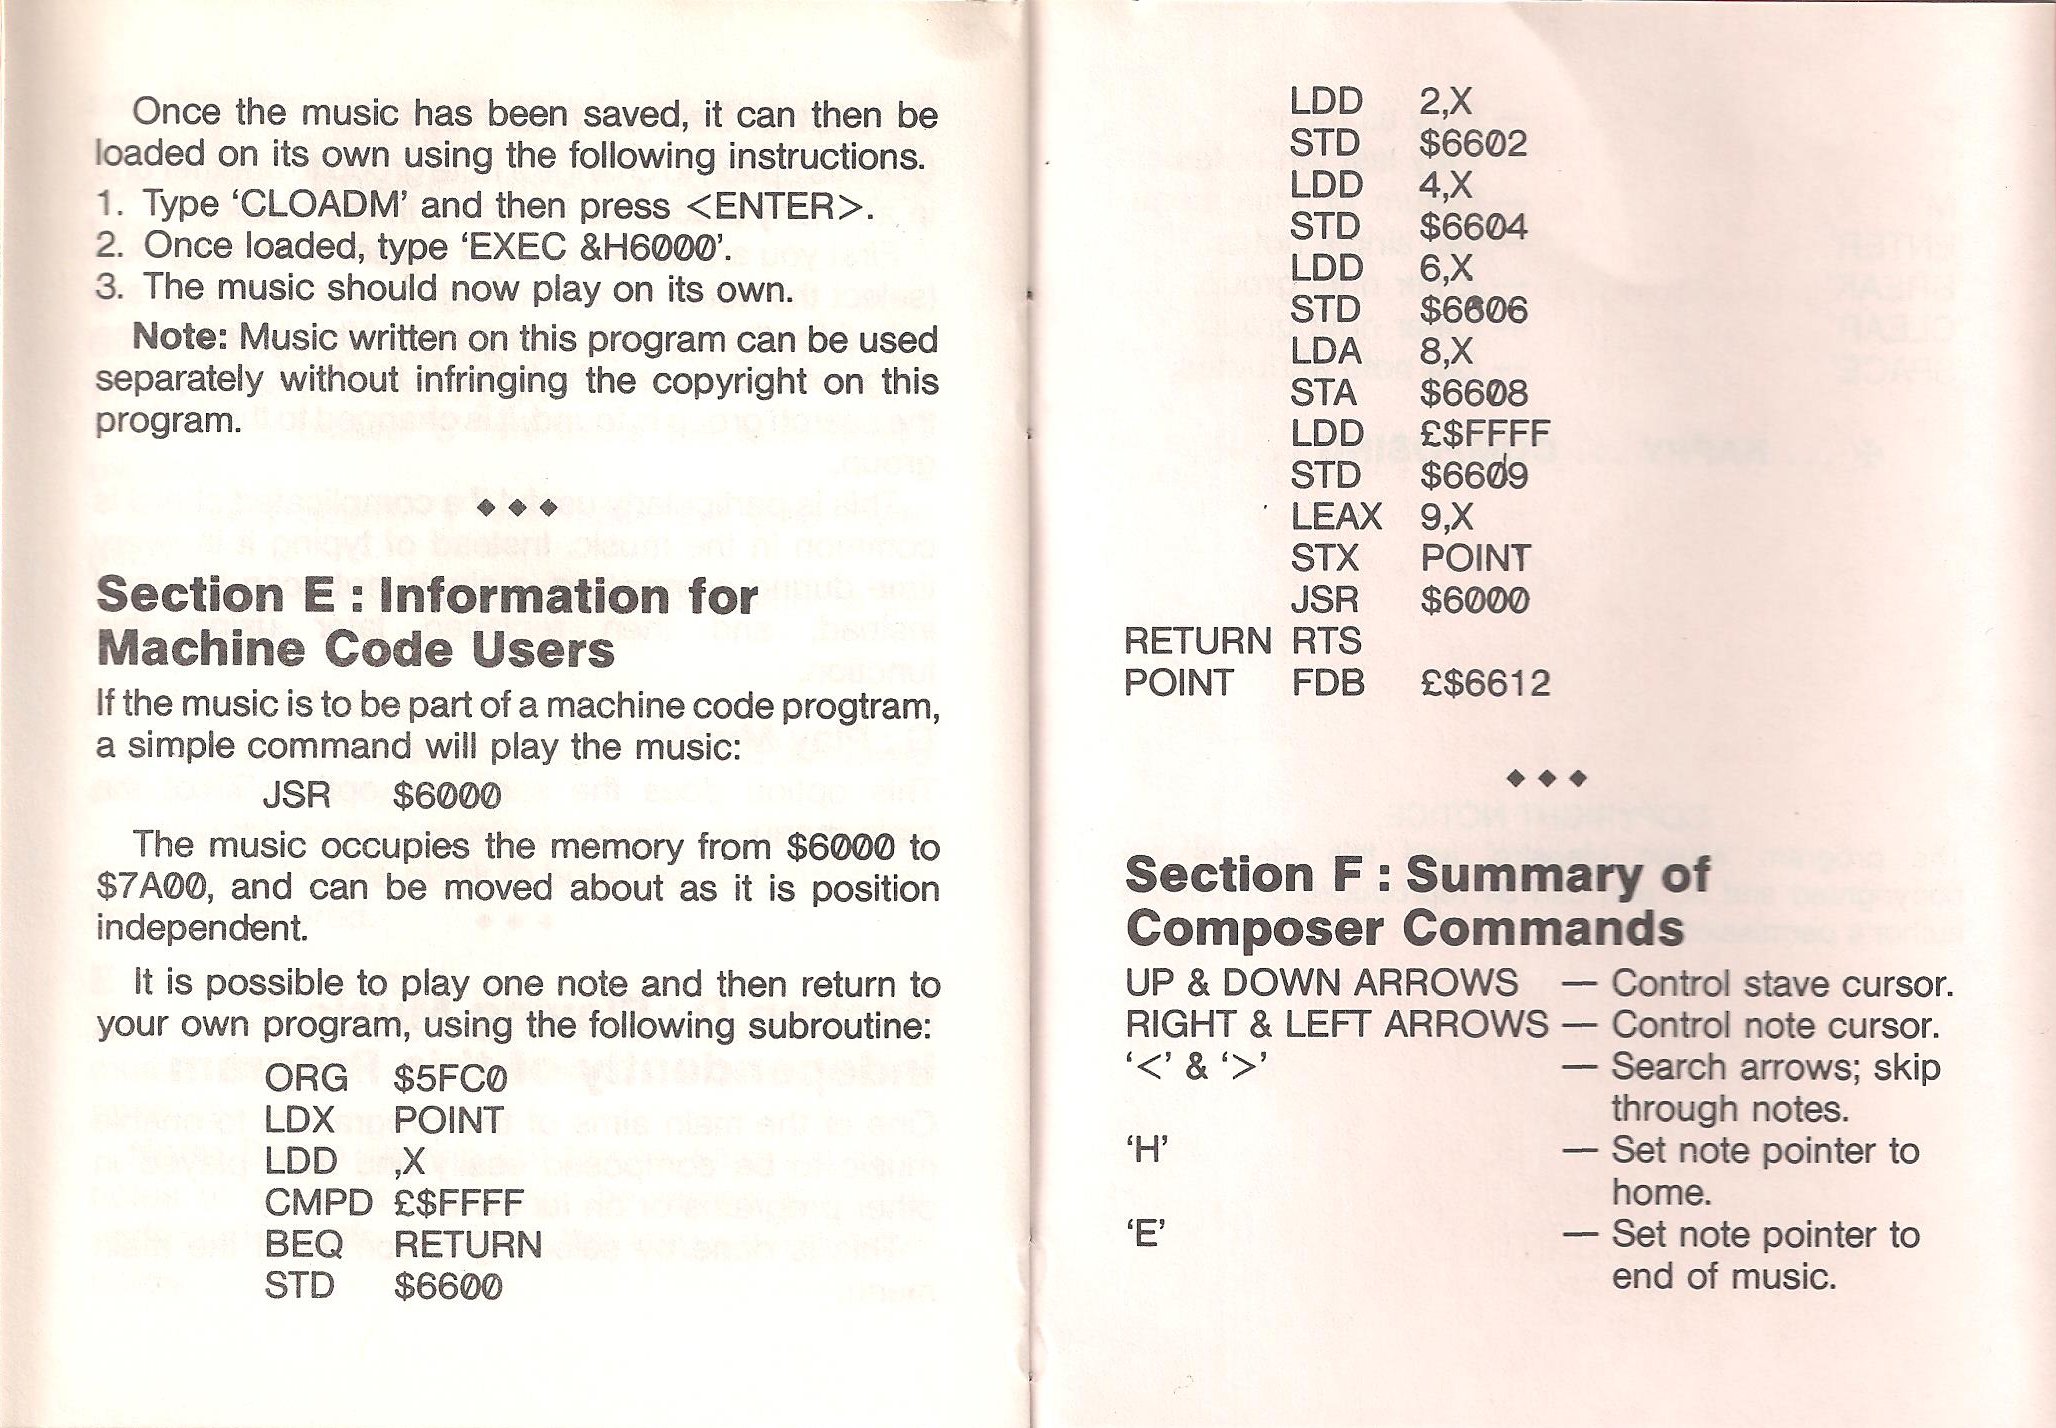 Once the music has been saved, it can then be
loaded on its own using the following instructions.
1. Type ‘CLOADM’ and then press <ENTER>.
2. Once loaded, type ‘EXEC &H6000’.
3. The music should now play on its own.
Note: Music written on this program can be used
separately without infringing the copyright on this
program.
◆ ◆ ◆
Section E : Information for
Machine Code Users
If the music is to be part of a machine code progtram,
a simple command will play the music:
JSR $6000
The music occupies the memory from $6000 to
$7A00, and can be moved about as it is position
independent.
It is possible to play one note and then return to
your own program, using the following subroutine:
ORG $5FC0
LDX POINT
LDD ,X
CMPD £$FFFF
BEQ RETURN
STD $6600
LDD 2,X
STD $6602
LDD 4,X
STD $6604
LDD 6,X
STD $6606
LDA 8,X
STA $6608
LDD £$FFFF
STD $6609
LEAX 9,X
STX POINT
JSR $6000
RETURN RTS
POINT FDB £$6612
◆ ◆ ◆
Section F : Summary of
Composer Commands
UP & DOWN ARROWS — Control stave cursor.
RIGHT & LEFT ARROWS — Control note cursor.
‘<’ & ‘>’ — Search arrows; skip
through notes.
‘H’ — Set note pointer to
home.
‘E’ — Set note pointer to
end of music.